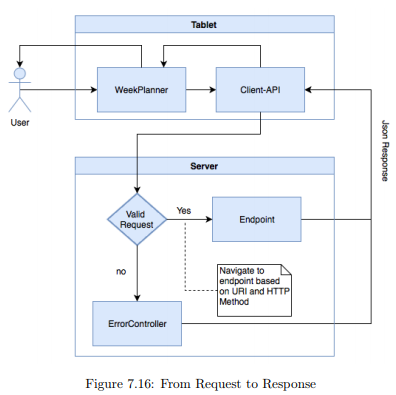 Tablet
WeekPlanner
Client-API
User
Json Response
Server
Valid
Request
Yes
Endpoint
no
Navigate to
endpoint based
on URI and HTTP
Method
ErrorController
Figure 7.16: From Request to Response